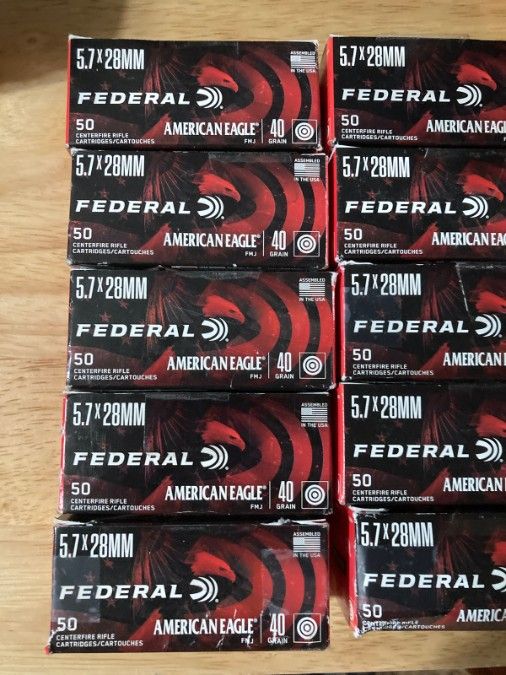 5.7x28MM
ASSEMBLED
IN THE USA
FEDERAL
50
CENTERFIRE RIFLE
CARTRIDGES/CARTOUCHES
AMERICAN EAGLE®
FMJ
40
GRAIN
5.7x28MM
FEDERAL
50
CENTERFIRE RIFLE
CARTRIDGES/CARTOUCHES
AMERICAN EAG
5.7x28MM
ASSEMBLED
IN THE USA
FEDERAL
50
CENTERFIRE RIFLE
CARTRIDGES/CARTOUCHES
AMERICAN EAGLE®
FMJ
40
GRAIN
5.7x28MM
FEDERAL
50
CENTERFIRE RIFLE
CARTRIDGES/CARTOUCHES
AMERICAN
5.7x28MM
ASSEMBLED
IN THE USA
FEDERAL
50
CENTERFIRE RIFLE
CARTRIDGES/CARTOUCHES
AMERICAN EAGLE®
FMJ
40
GRAIN
5.7x28MM
FEDERAL
50
CENTERFIRE RIFLE
CARTRIDGES/CARTOUCHES
AMERICAN
5.7x28MM
ASSEMBLED
IN THE USA
FEDERAL
50
CENTERFIRE RIFLE
CARTRIDGES/CARTOUCHES
AMERICAN EAGLE®
FMJ
40
GRAIN
5.7x28MM
FEDERAL
50
CENTERFIRE RIFLE
CARTRIDGES/CARTOUCHES
AMERICAN
5.7x28MM
ASSEMBLED
IN THE USA
FEDERAL
50
CENTERFIRE RIFLE
CARTRIDGES/CARTOUCHES
AMERICAN EAGLE®
FMJ
40
GRAIN
5.7x28MM
FEDERAL
50
CENTERFIRE RIFLE
CARTRIDGES/CARTOUCHES
AMERICAN